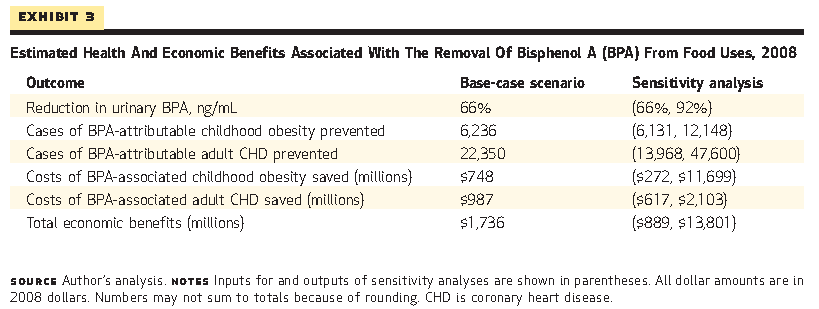 EXHIBIT 3
Estimated Health And Economic Benefits Associated With The Removal Of Bisphenol A (BPA) From Food Uses, 2008
Outcome Base-case scenario Sensitivity analysis
Reduction in urinary BPA, ng/mL 66% (66%, 92%)
Cases of BPA-attributable childhood obesity prevented 6,236 (6,131, 12,148)
Cases of BPA-attributable adult CHD prevented 22,350 (13,968, 47,600)
Costs of BPA-associated childhood obesity saved (millions) $748 ($272, $11,699)
Costs of BPA-associated adult CHD saved (millions) $987 ($617, $2,103)
Total economic benefits (millions) $1,736 ($889, $13,801)
SOURCE Author's analysis. NOTES Inputs for and outputs of sensitivity analyses are shown in parentheses. All dollar amounts are in
2008 dollars. Numbers may not sum to totals because of rounding. CHD is coronary heart disease.